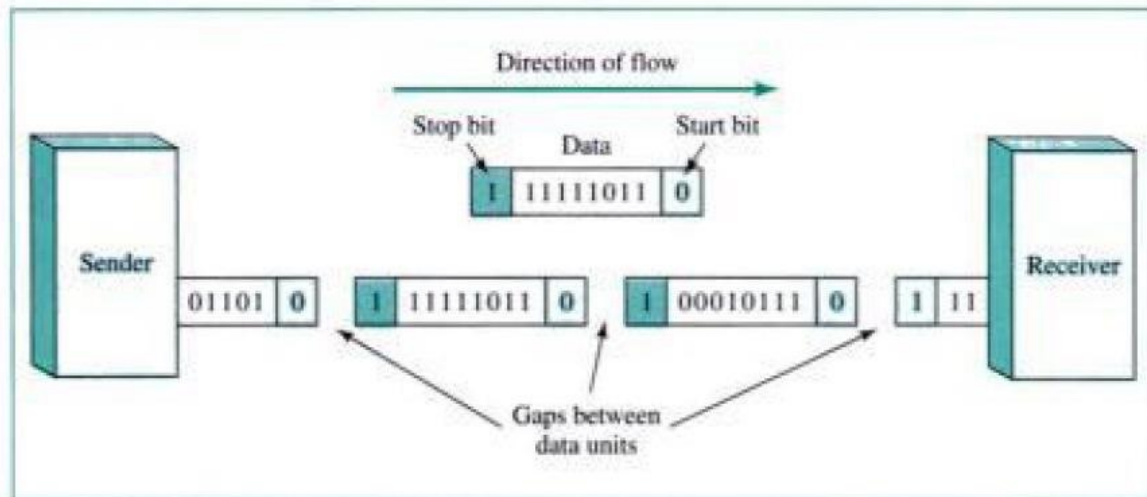 Direction of flow
Stop bit
Start bit
Data
1 11111011 0
Sender
Receiver
01101 0
1 11111011 0
1 00010111 0
1 11
Gaps between
data units